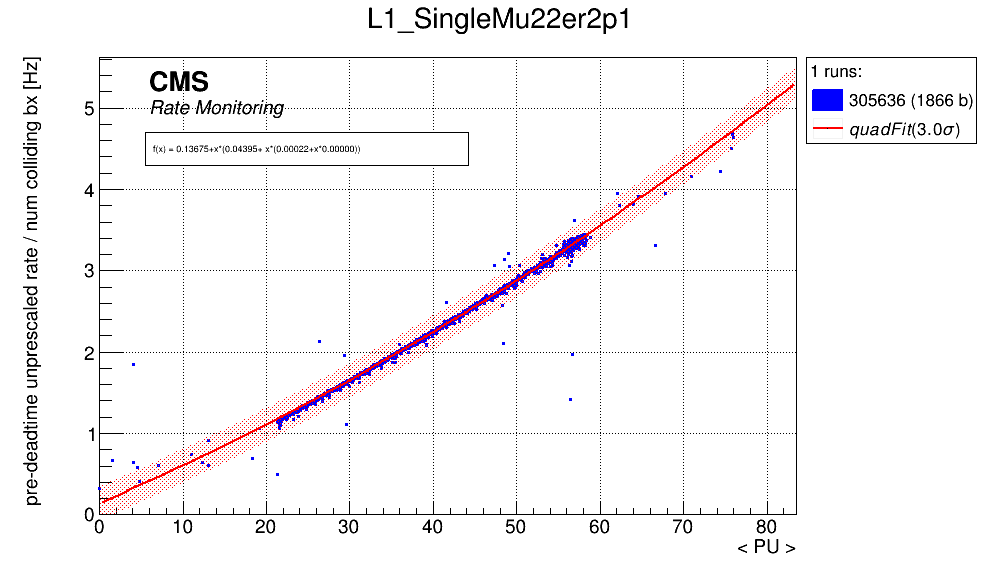 L1_SingleMu22er2p1
pre-deadtime unprescaled rate / num colliding bx [Hz]
CMS
Rate Monitoring
f(x) = 0.13675+x*(0.04395+ x*(0.00022+x*0.00000))
1 runs:
305636 (1866 b)
quadFit(3.0σ)
5
4
3
2
1
0
0 10 20 30 40 50 60 70 80
< PU >